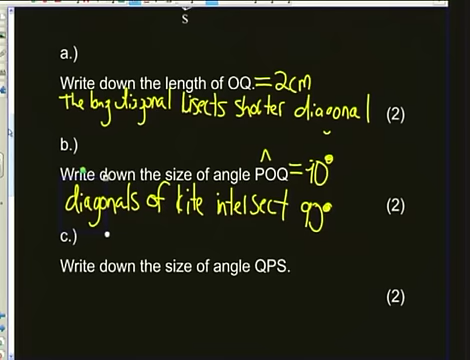 S
a.)
Write down the length of OQ. = 2cm
The long diagonal bisects shorter diagonal
(2)
b.)
Write down the size of angle PO^Q = 90°
diagonals of kite intersect 90°
(2)
c.)
Write down the size of angle QPS.
(2)